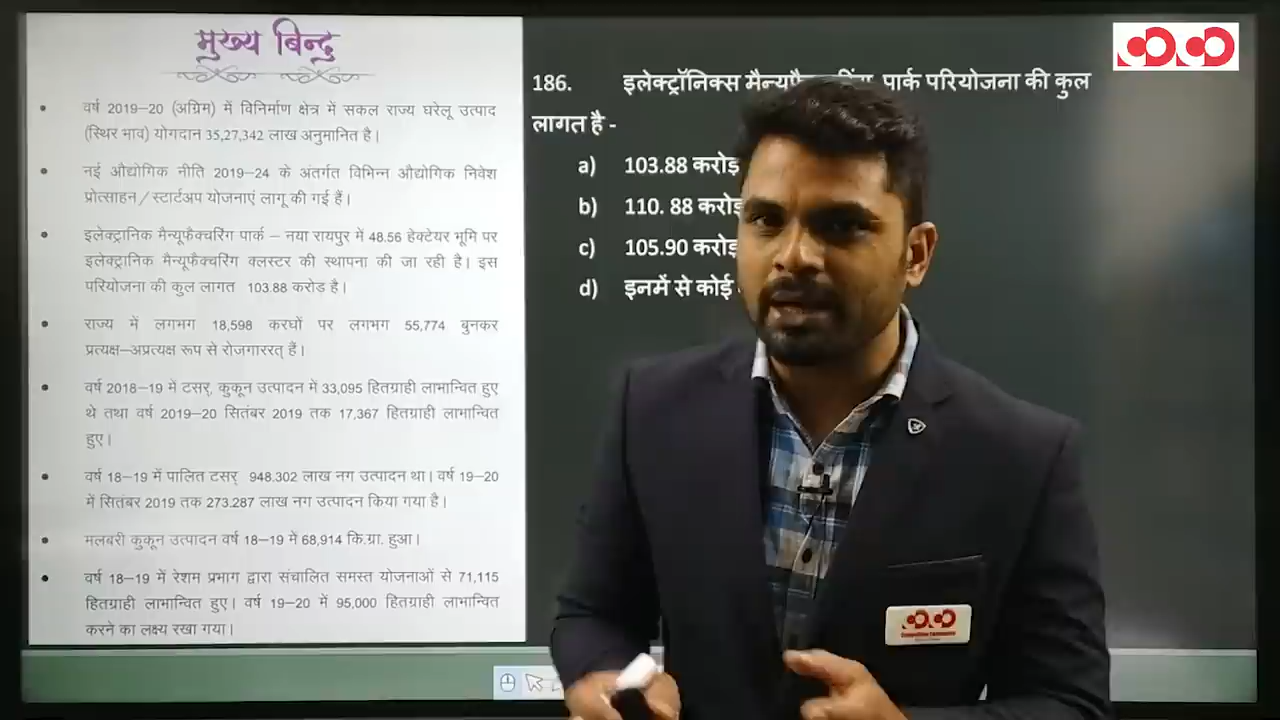 मुख्य बिन्दु
वर्ष 2019–20 (अग्रिम) में विनिर्माण क्षेत्र में सकल राज्य घरेलू उत्पाद
(स्थिर भाव) योगदान 35,27,342 लाख अनुमानित है।
नई औद्योगिक नीति 2019–24 के अंतर्गत विभिन्न औद्योगिक निवेश
प्रोत्साहन/स्टार्टअप योजनाएं लागू की गई हैं।
इलेक्ट्रानिक मैन्यूफैक्चरिंग पार्क – नया रायपुर में 48.56 हेक्टेयर भूमि पर
इलेक्ट्रानिक मैन्यूफैक्चरिंग क्लस्टर की स्थापना की जा रही है। इस
परियोजना की कुल लागत 103.88 करोड है।
राज्य में लगभग 18,598 करघों पर लगभग 55,774 बुनकर
प्रत्यक्ष–अप्रत्यक्ष रूप से रोजगाररत् हैं।
वर्ष 2018–19 में टसर्, कुकून उत्पादन में 33,095 हितग्राही लाभान्वित हुए
थे तथा वर्ष 2019–20 सितंबर 2019 तक 17,367 हितग्राही लाभान्वित
हुए।
वर्ष 18–19 में पालित टसर् 948.302 लाख नग उत्पादन था। वर्ष 19–20
में सितंबर 2019 तक 273.287 लाख नग उत्पादन किया गया है।
मलबरी कुकून उत्पादन वर्ष 18–19 में 68,914 कि.ग्रा. हुआ।
वर्ष 18–19 में रेशम प्रभाग द्वारा संचालित समस्त योजनाओं से 71,115
हितग्राही लाभान्वित हुए। वर्ष 19–20 में 95,000 हितग्राही लाभान्वित
करने का लक्ष्य रखा गया।
186. इलेक्ट्रॉनिक्स पार्क परियोजना की कुल
लागत है -
a) 103.88 करोड़
b) 110. 88 करोड़
c) 105.90 करोड़
d) इनमें से कोई